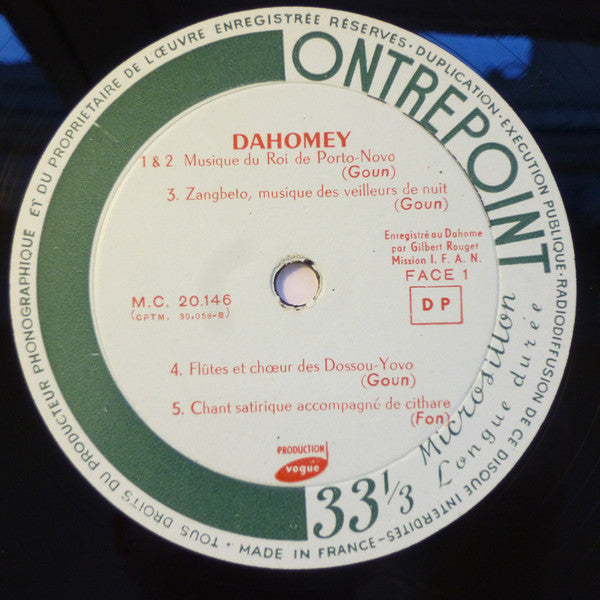 TOUS DROITS DU PRODUCTEUR PHONOGRAPHIQUE ET DU PROPRIETAIRE DE L'ŒUVRE ENREGISTRÉE RÉSERVÉS · DUPLICATION · EXÉCUTION PUBLIQUE · RADIODIFFUSION DE CE DISQUE INTERDITES · MADE IN FRANCE
CONTREPOINT
DAHOMEY
1 & 2. Musique du Roi de Porto-Novo
(Goun)
3. Zangbeto, musique des veilleurs de nuit
(Goun)
Enregistré au Dahome
par Gilbert Rouget
Mission I. F. A. N.
FACE 1
M.C. 20.146
(CPTM. 30.058-B)
D P
4. Flûtes et chœur des Dossou-Yovo
(Goun)
5. Chant satirique accompagné de cithare
(Fon)
PRODUCTION
vogue
33 1/3 Microsillon
Longue durée